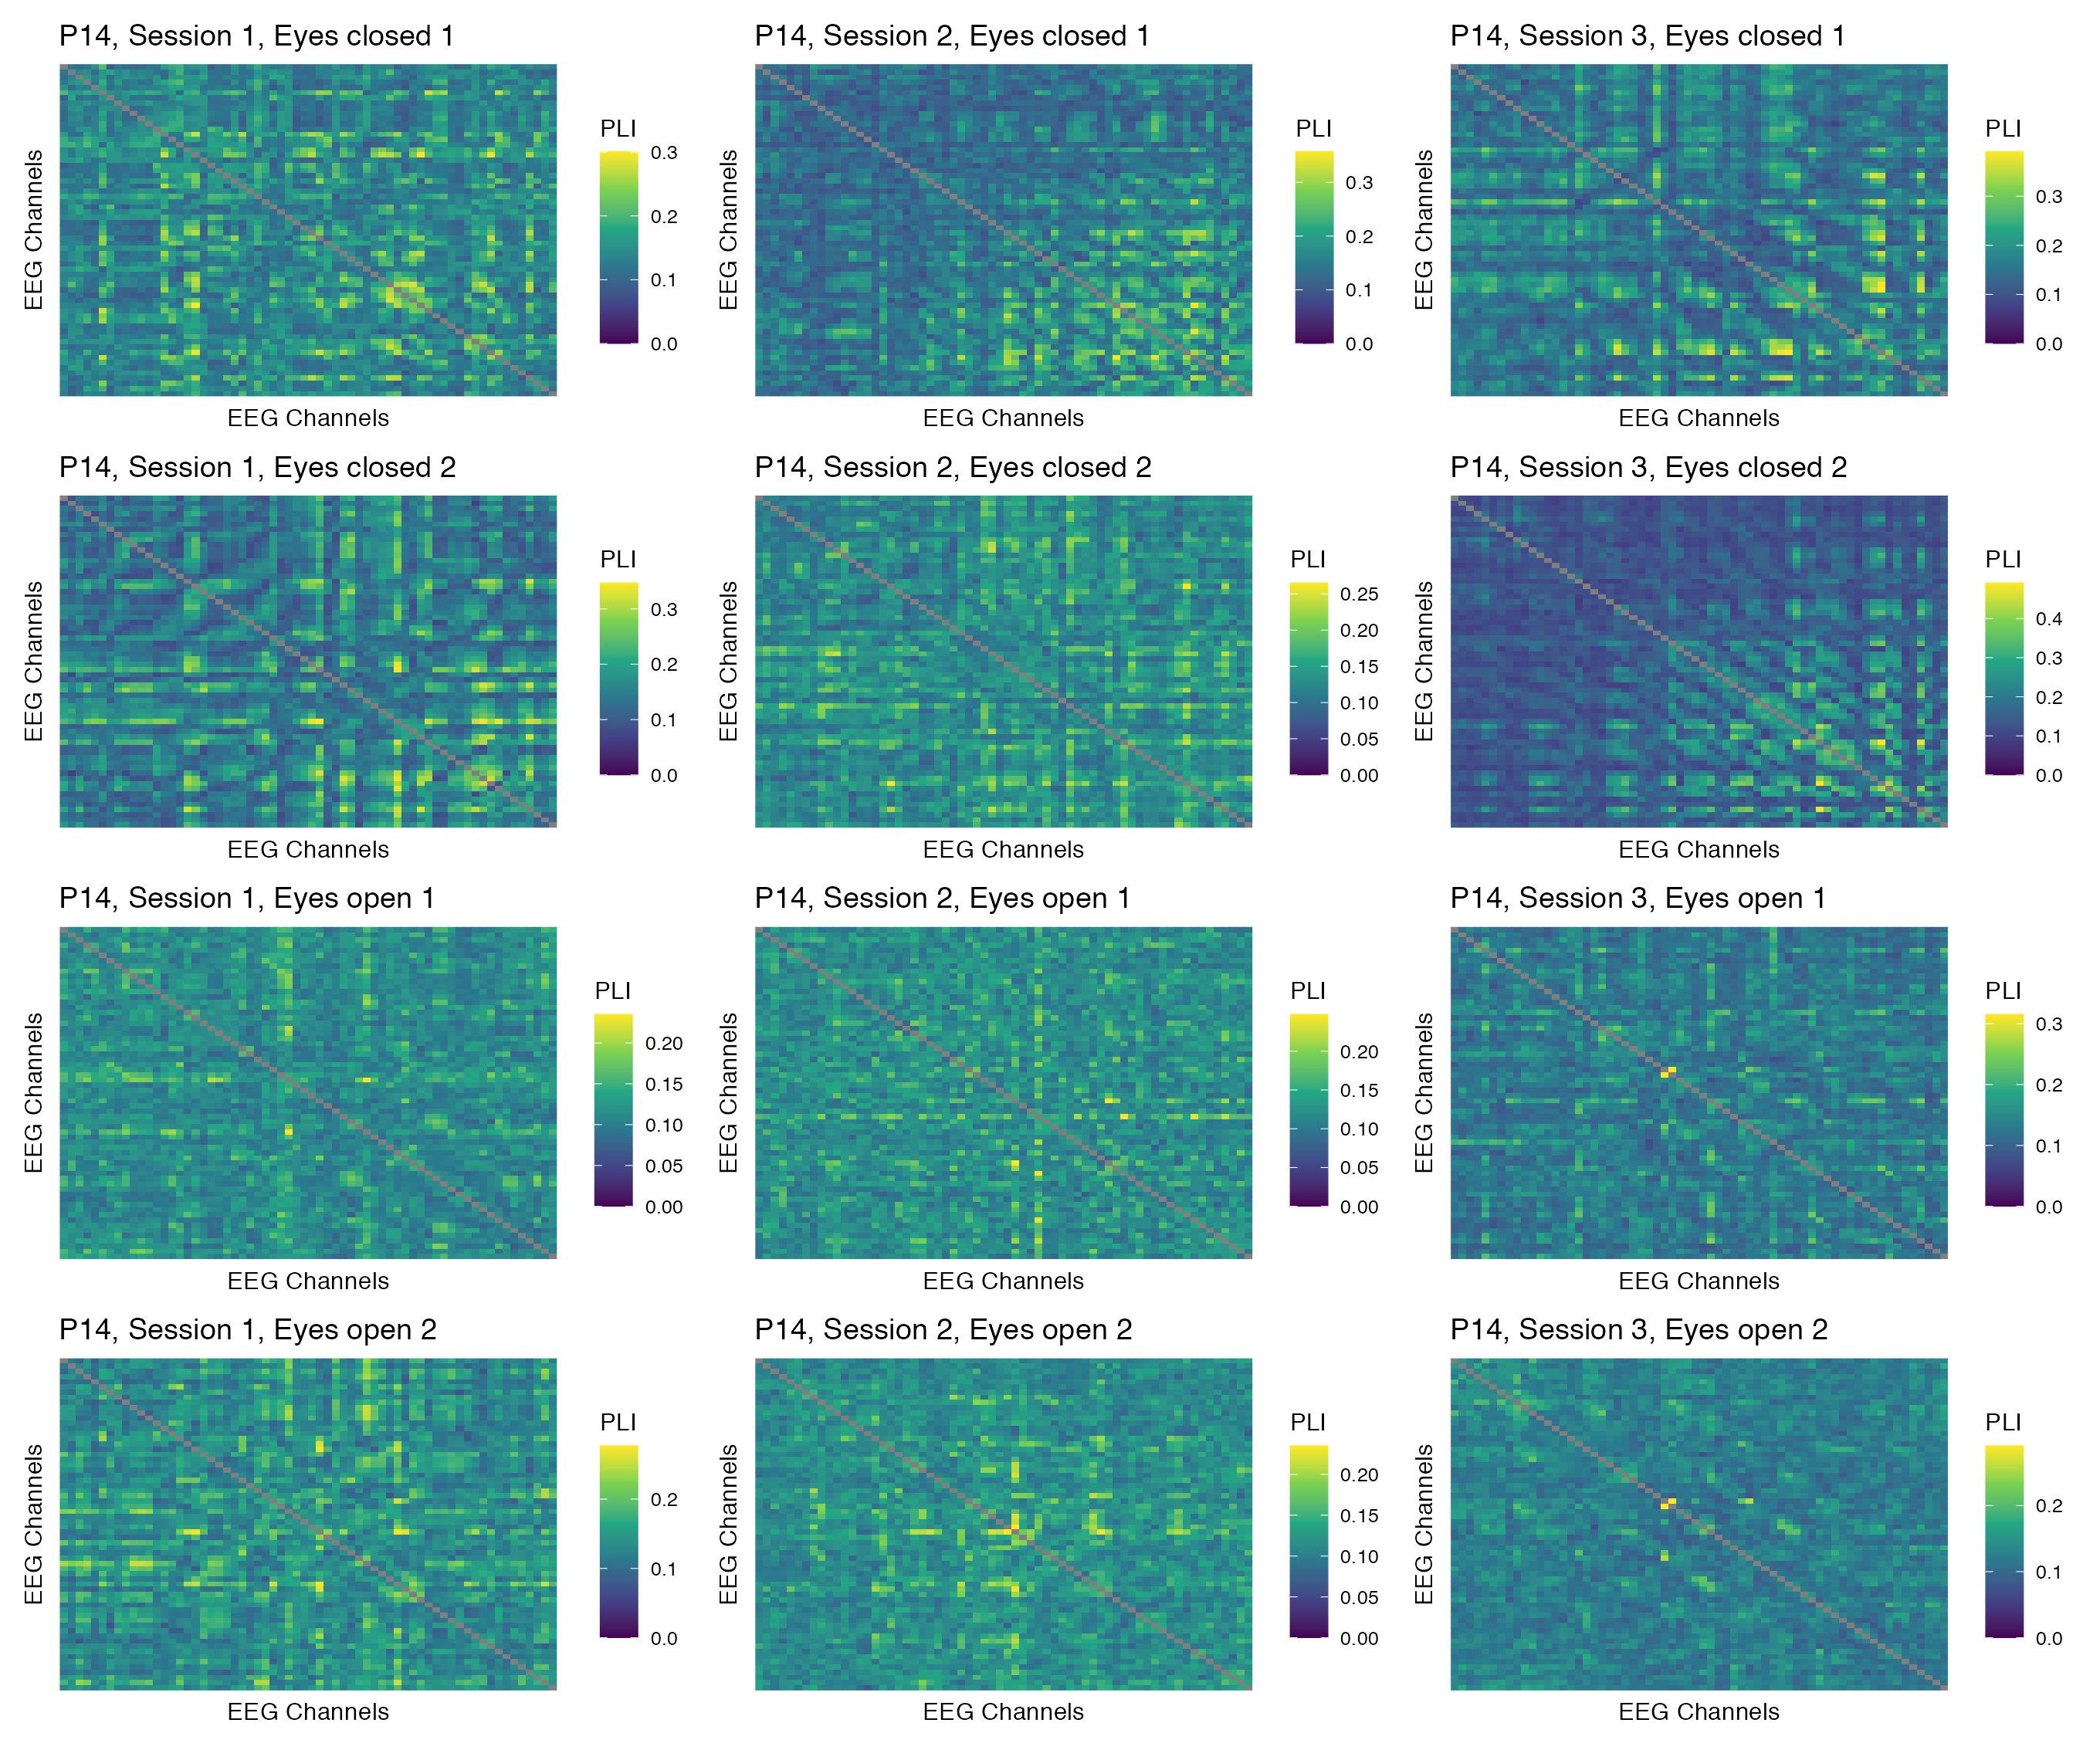 P14, Session 1, Eyes closed 1
P14, Session 2, Eyes closed 1
P14, Session 3, Eyes closed 1
EEG Channels
EEG Channels
PLI
0.3
0.2
0.1
0.0
EEG Channels
EEG Channels
PLI
0.3
0.2
0.1
0.0
EEG Channels
EEG Channels
PLI
0.3
0.2
0.1
0.0
P14, Session 1, Eyes closed 2
P14, Session 2, Eyes closed 2
P14, Session 3, Eyes closed 2
EEG Channels
EEG Channels
PLI
0.3
0.2
0.1
0.0
EEG Channels
EEG Channels
PLI
0.25
0.20
0.15
0.10
0.05
0.00
EEG Channels
EEG Channels
PLI
0.4
0.3
0.2
0.1
0.0
P14, Session 1, Eyes open 1
P14, Session 2, Eyes open 1
P14, Session 3, Eyes open 1
EEG Channels
EEG Channels
PLI
0.20
0.15
0.10
0.05
0.00
EEG Channels
EEG Channels
PLI
0.20
0.15
0.10
0.05
0.00
EEG Channels
EEG Channels
PLI
0.3
0.2
0.1
0.0
P14, Session 1, Eyes open 2
P14, Session 2, Eyes open 2
P14, Session 3, Eyes open 2
EEG Channels
EEG Channels
PLI
0.2
0.1
0.0
EEG Channels
EEG Channels
PLI
0.20
0.15
0.10
0.05
0.00
EEG Channels
EEG Channels
PLI
0.2
0.1
0.0